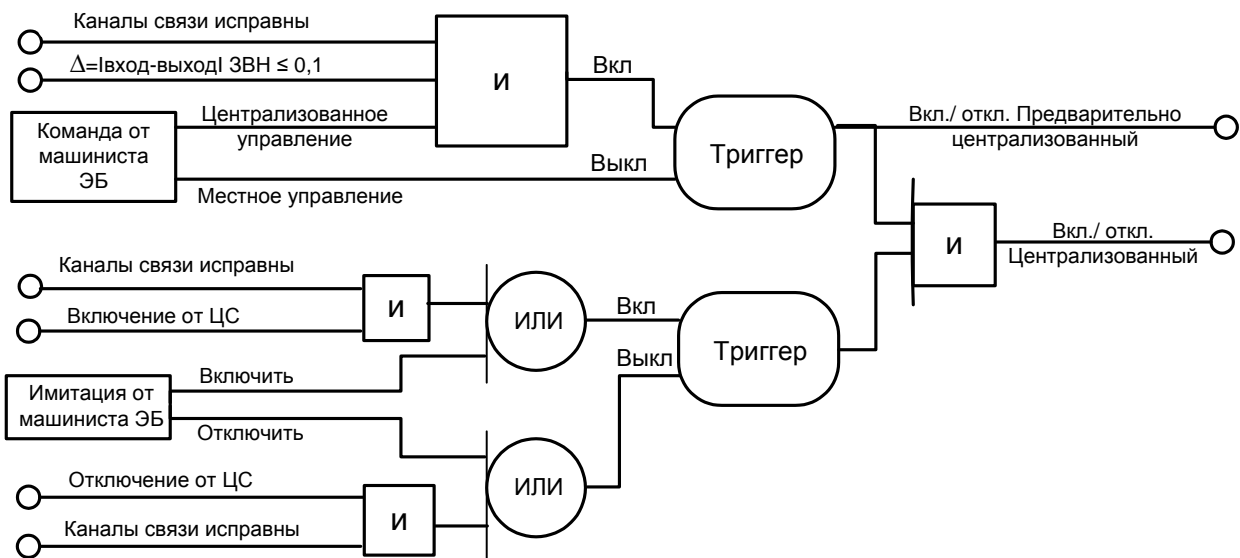 Каналы связи исправны
Δ=Iвход-выходI ЗВН ≤ 0,1
Команда от
машиниста
ЭБ
Централизованное
управление
Местное управление
И
Вкл
Выкл
Триггер
Вкл./ откл. Предварительно
централизованный
Каналы связи исправны
Включение от ЦС
И
ИЛИ
Вкл
Выкл
Триггер
И
Вкл./ откл.
Централизованный
Имитация от
машиниста ЭБ
Включить
Отключить
Отключение от ЦС
Каналы связи исправны
И
ИЛИ